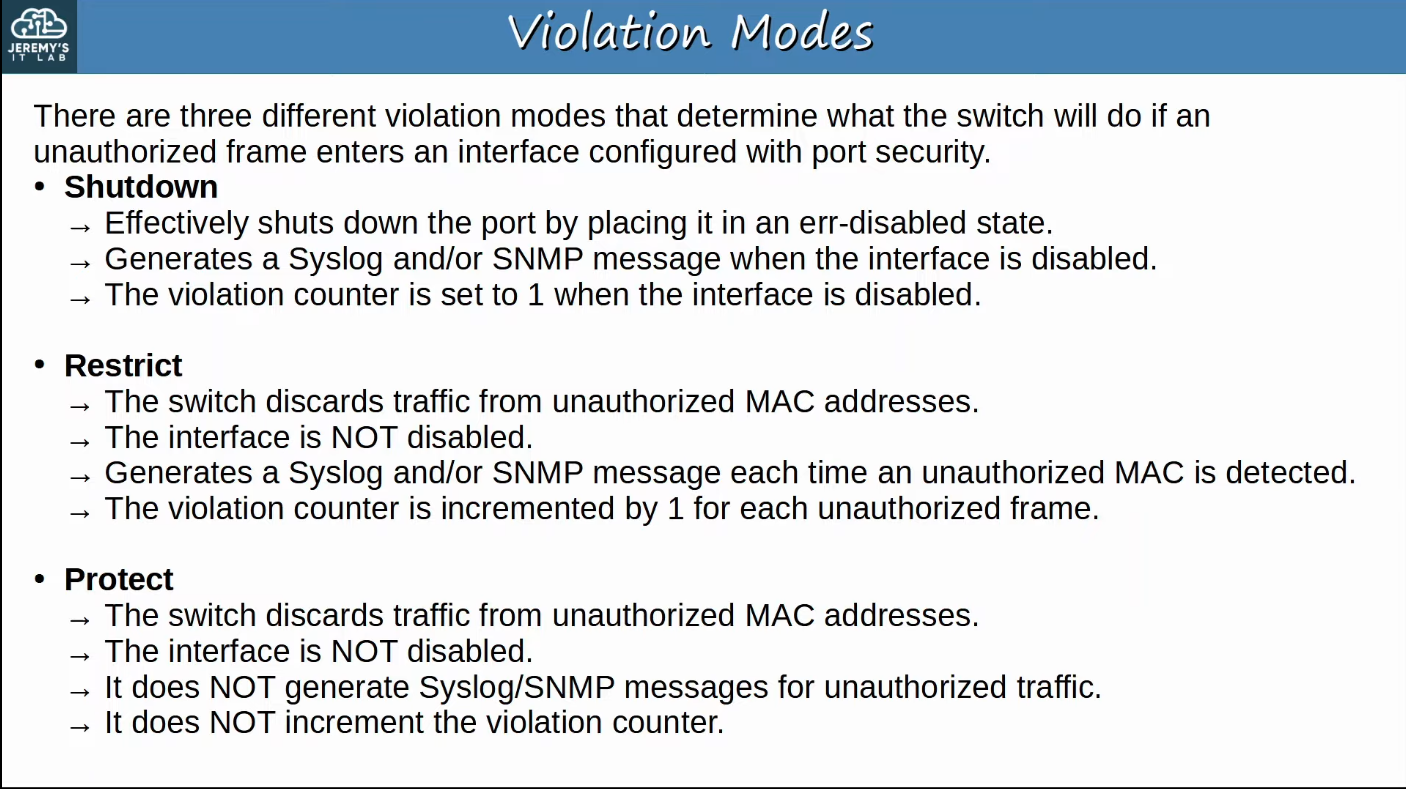 JEREMY'S
IT LAB
Violation Modes
There are three different violation modes that determine what the switch will do if an
unauthorized frame enters an interface configured with port security.
• Shutdown
→ Effectively shuts down the port by placing it in an err-disabled state.
→ Generates a Syslog and/or SNMP message when the interface is disabled.
→ The violation counter is set to 1 when the interface is disabled.
• Restrict
→ The switch discards traffic from unauthorized MAC addresses.
→ The interface is NOT disabled.
→ Generates a Syslog and/or SNMP message each time an unauthorized MAC is detected.
→ The violation counter is incremented by 1 for each unauthorized frame.
• Protect
→ The switch discards traffic from unauthorized MAC addresses.
→ The interface is NOT disabled.
→ It does NOT generate Syslog/SNMP messages for unauthorized traffic.
→ It does NOT increment the violation counter.